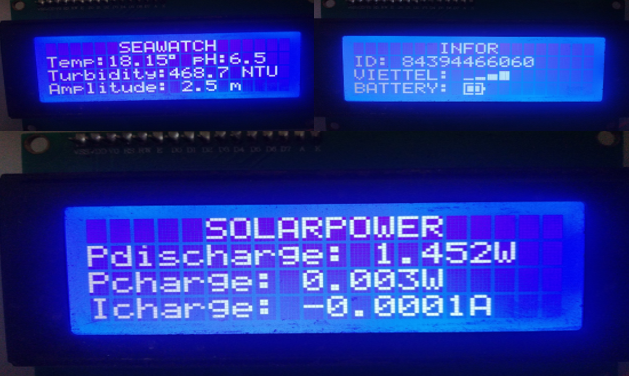 SEAWATCH
Temp:18.15° pH:6.5
Turbidity:468.7 NTU
Amplitude: 2.5 m
INFOR
ID: 84394466060
VIETTEL:
BATTERY:
SOLARPOWER
Pdischarge: 1.452W
Pcharge: 0.003W
Icharge: -0.0001A